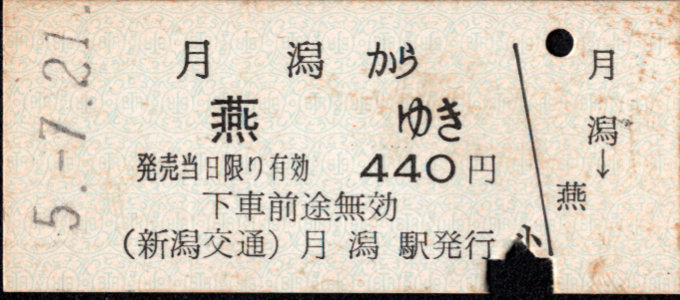 5.-7.21.
月潟から
燕ゆき
発売当日限り有効 440円
下車前途無効
(新潟交通)月潟駅発行 小
月潟→燕